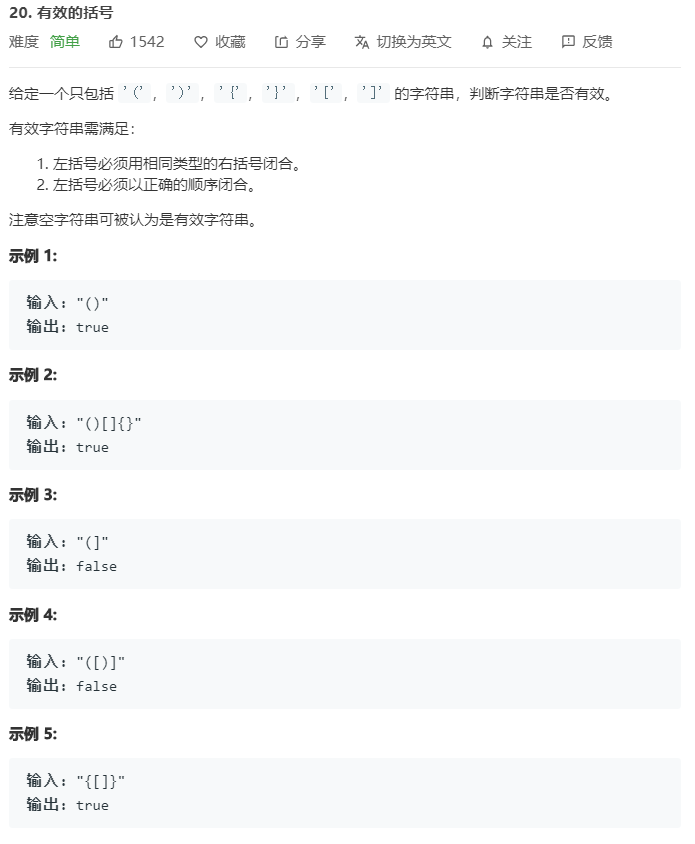 20. 有效的括号
难度 简单 1542 收藏 分享 切换为英文 关注 反馈
给定一个只包括 '('，')'，'{'，'}'，'['，']' 的字符串，判断字符串是否有效。
有效字符串需满足：
1. 左括号必须用相同类型的右括号闭合。
2. 左括号必须以正确的顺序闭合。
注意空字符串可被认为是有效字符串。
示例 1:
输入: "()"
输出: true
示例 2:
输入: "()[]{}"
输出: true
示例 3:
输入: "(]"
输出: false
示例 4:
输入: "([)]"
输出: false
示例 5:
输入: "{[]}"
输出: true